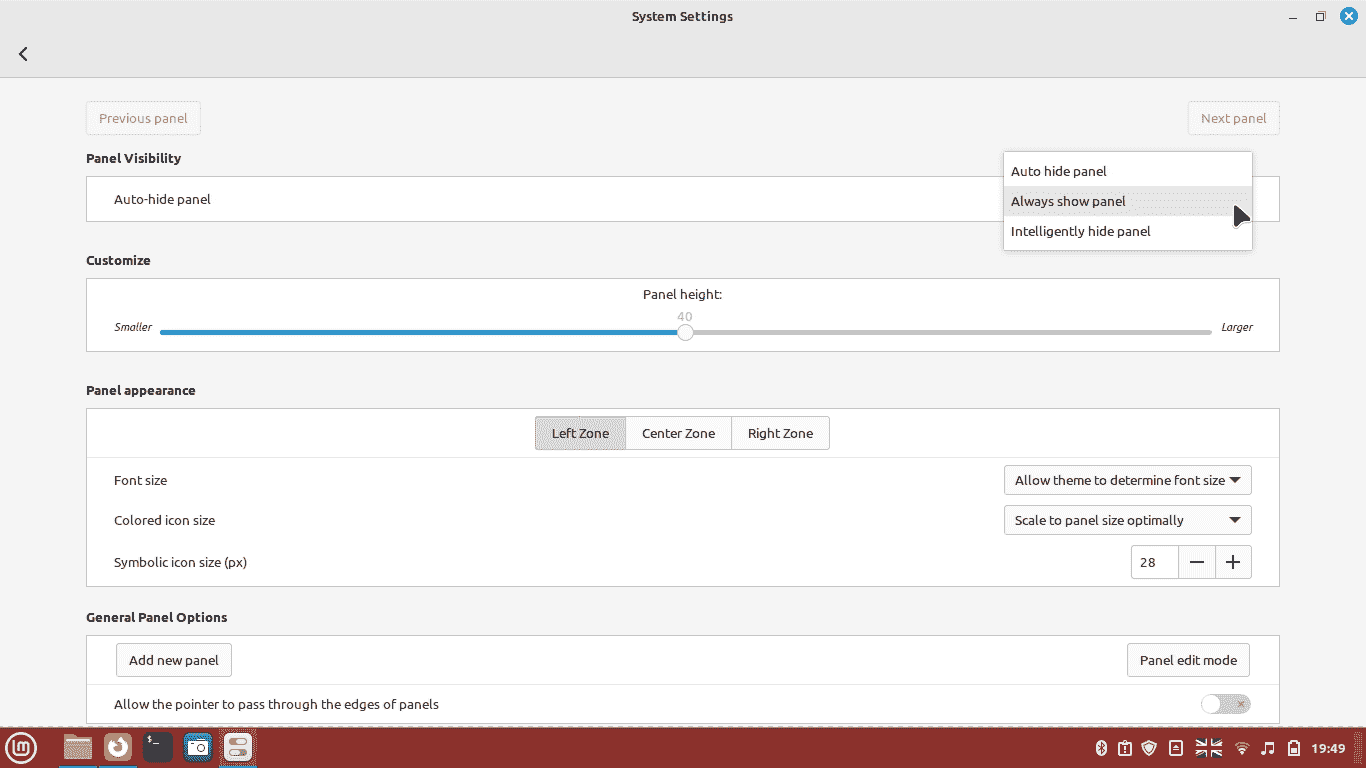 System Settings
Previous panel
Next panel
Panel Visibility
Auto-hide panel
Auto hide panel
Always show panel
Intelligently hide panel
Customize
Panel height:
40
Smaller
Larger
Panel appearance
Left Zone
Center Zone
Right Zone
Font size
Allow theme to determine font size
Colored icon size
Scale to panel size optimally
Symbolic icon size (px)
28
General Panel Options
Add new panel
Panel edit mode
Allow the pointer to pass through the edges of panels
$_
19:49